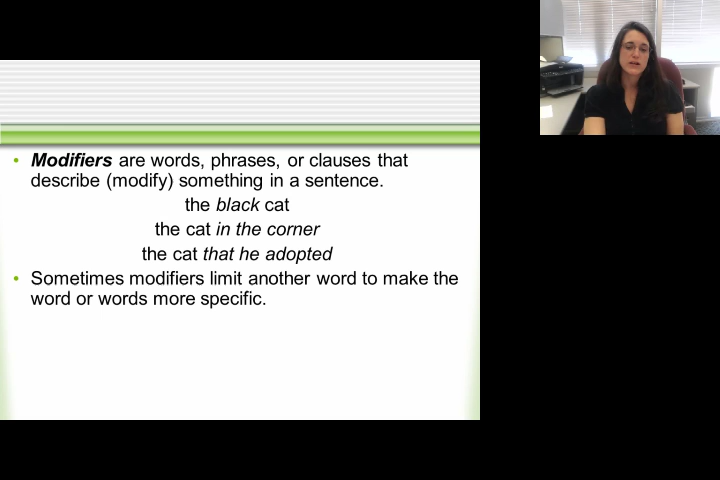 • Modifiers are words, phrases, or clauses that
describe (modify) something in a sentence.
the black cat
the cat in the corner
the cat that he adopted
• Sometimes modifiers limit another word to make the
word or words more specific.